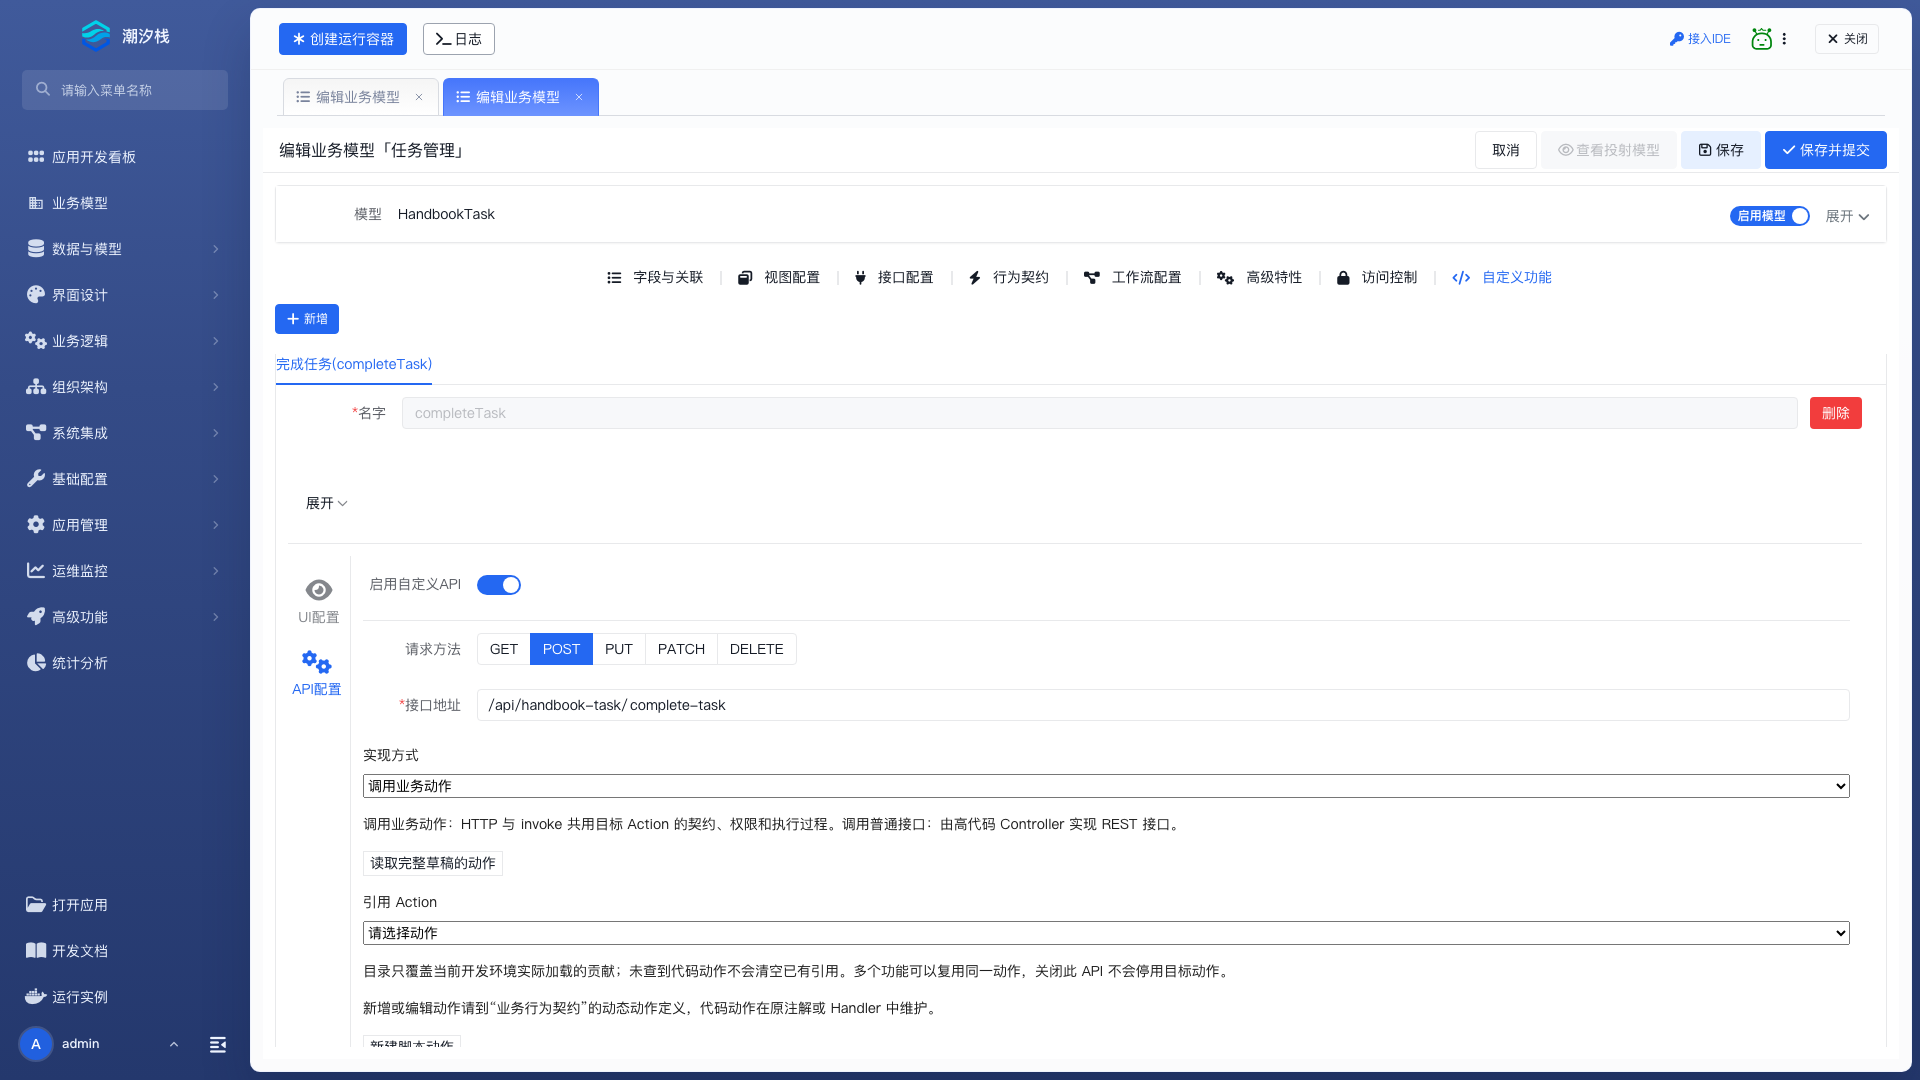 潮汐栈
请输入菜单名称
应用开发看板
业务模型
数据与模型
界面设计
业务逻辑
组织架构
系统集成
基础配置
应用管理
运维监控
高级功能
统计分析
打开应用
开发文档
运行实例
A admin
创建运行容器 日志 接入IDE 关闭
编辑业务模型 编辑业务模型
编辑业务模型「任务管理」 取消 查看投射模型 保存 保存并提交
模型 HandbookTask 启用模型 展开
字段与关联 视图配置 接口配置 行为契约 工作流配置 高级特性 访问控制 自定义功能
新增
完成任务(completeTask)
*名字 completeTask 删除
展开
UI配置
API配置
启用自定义API
请求方法 GET POST PUT PATCH DELETE
*接口地址 /api/handbook-task/complete-task
实现方式
调用业务动作
调用业务动作：HTTP 与 invoke 共用目标 Action 的契约、权限和执行过程。调用普通接口：由高代码 Controller 实现 REST 接口。
读取完整草稿的动作
引用 Action
请选择动作
目录只覆盖当前开发环境实际加载的贡献；未查到代码动作不会清空已有引用。多个功能可以复用同一动作，关闭此 API 不会停用目标动作。
新增或编辑动作请到“业务行为契约”的动态动作定义，代码动作在原注解或 Handler 中维护。
新建脚本动作